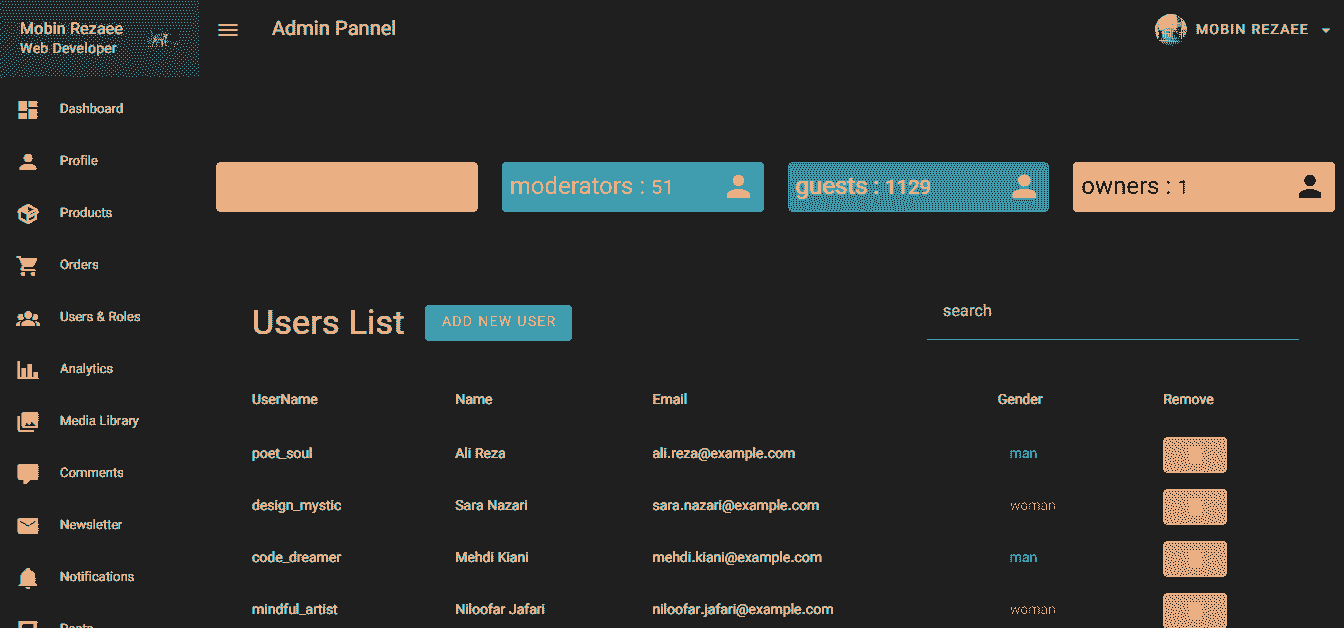 Mobin Rezaee
Web Developer
Admin Pannel
MOBIN REZAEE
Dashboard
Profile
Products
Orders
Users & Roles
Analytics
Media Library
Comments
Newsletter
Notifications
moderators : 51
guests : 1129
owners : 1
Users List
ADD NEW USER
search
UserName Name Email Gender Remove
poet_soul Ali Reza ali.reza@example.com man
design_mystic Sara Nazari sara.nazari@example.com woman
code_dreamer Mehdi Kiani mehdi.kiani@example.com man
mindful_artist Niloofar Jafari niloofar.jafari@example.com woman